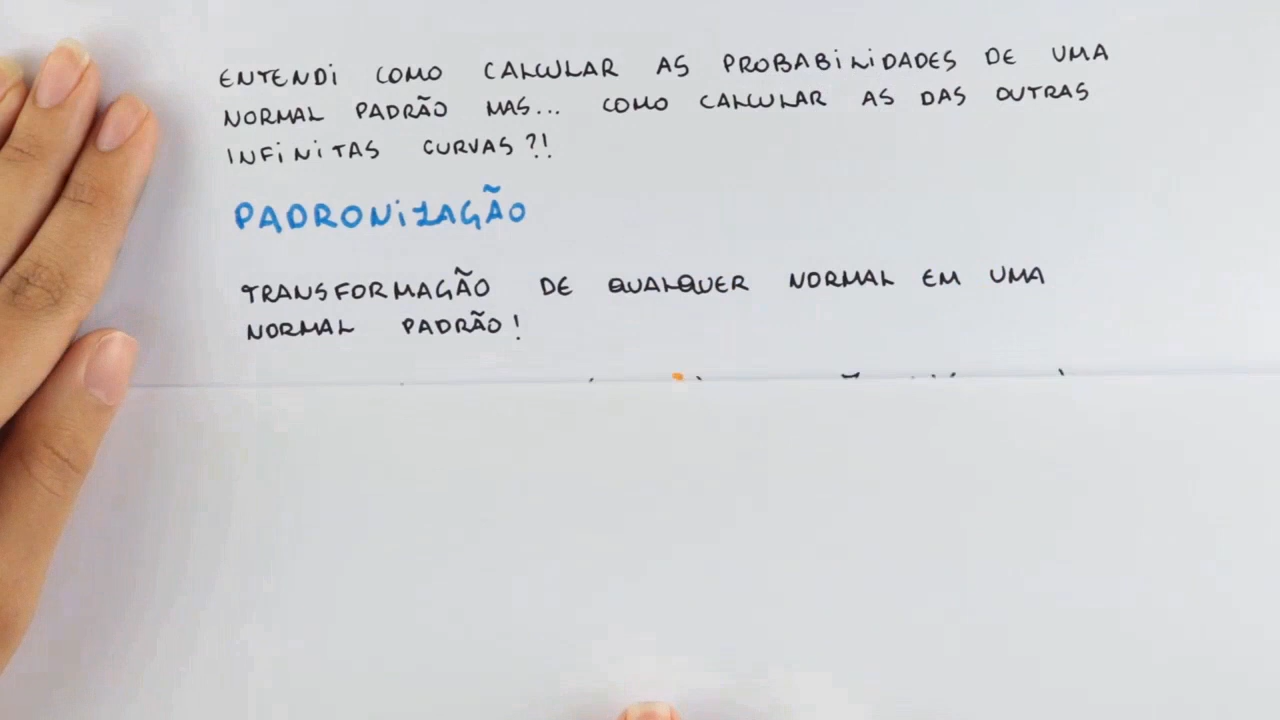 ENTENDI COMO CALCULAR AS PROBABILIDADES DE UMA
NORMAL PADRÃO MAS... COMO CALCULAR AS DAS OUTRAS
INFINITAS CURVAS?!
PADRONIZAÇÃO
TRANSFORMAÇÃO DE QUALQUER NORMAL EM UMA
NORMAL PADRÃO!